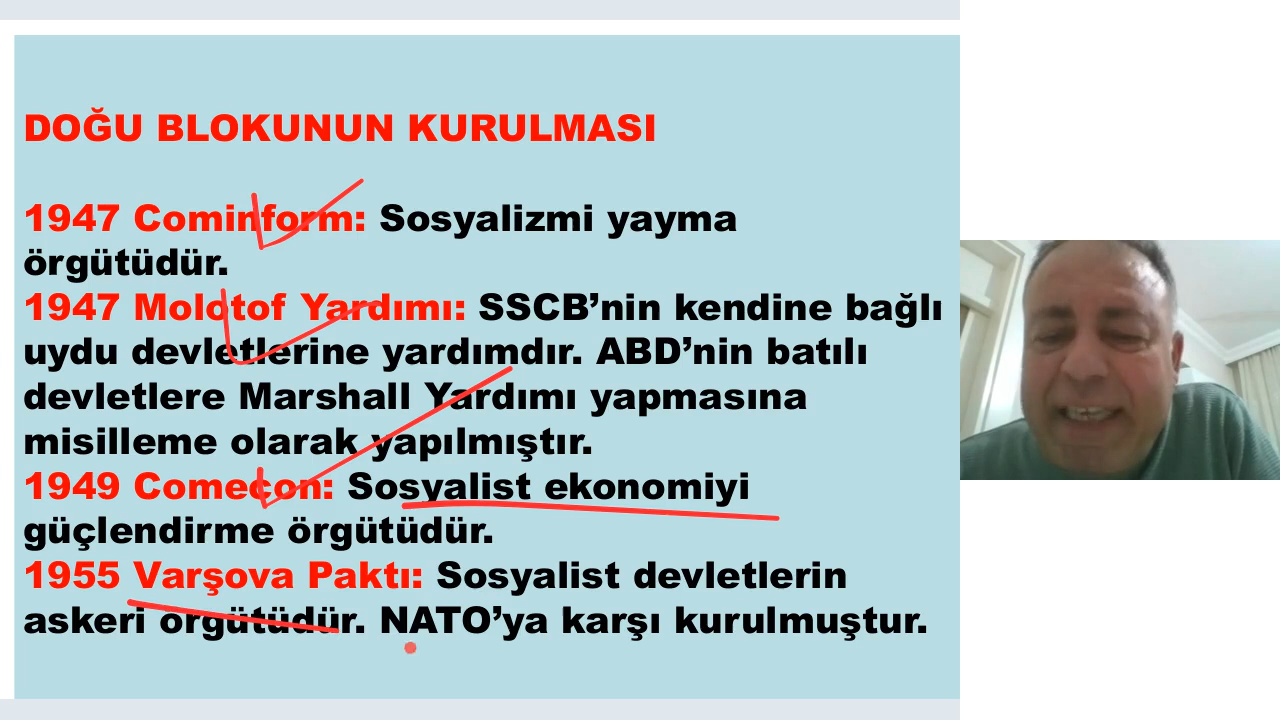 DOĞU BLOKUNUN KURULMASI
1947 Cominform: Sosyalizmi yayma
örgütüdür.
1947 Molotof Yardımı: SSCB’nin kendine bağlı
uydu devletlerine yardımdır. ABD’nin batılı
devletlere Marshall Yardımı yapmasına
misilleme olarak yapılmıştır.
1949 Comecon: Sosyalist ekonomiyi
güçlendirme örgütüdür.
1955 Varşova Paktı: Sosyalist devletlerin
askeri örgütüdür. NATO’ya karşı kurulmuştur.